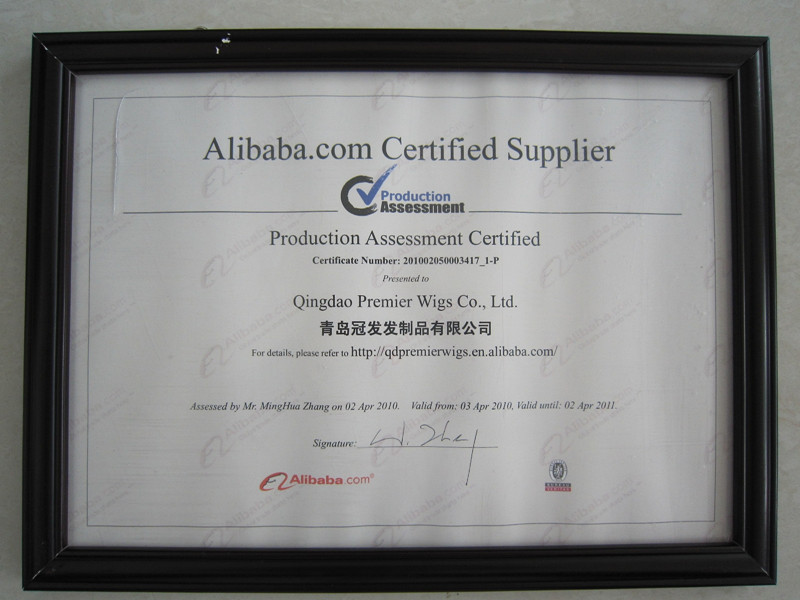 Alibaba.com Certified Supplier
Production
Assessment
Production Assessment Certified
Certificate Number: 201002050003417_1-P
Presented to
Qingdao Premier Wigs Co., Ltd.
青岛冠发发制品有限公司
For details, please refer to http://qdpremierwigs.en.alibaba.com/
Assessed by Mr. MingHua Zhang on 02 Apr 2010. Valid from: 03 Apr 2010, Valid until: 02 Apr 2011.
Signature:
Alibaba.com®
BUREAU
VERITAS